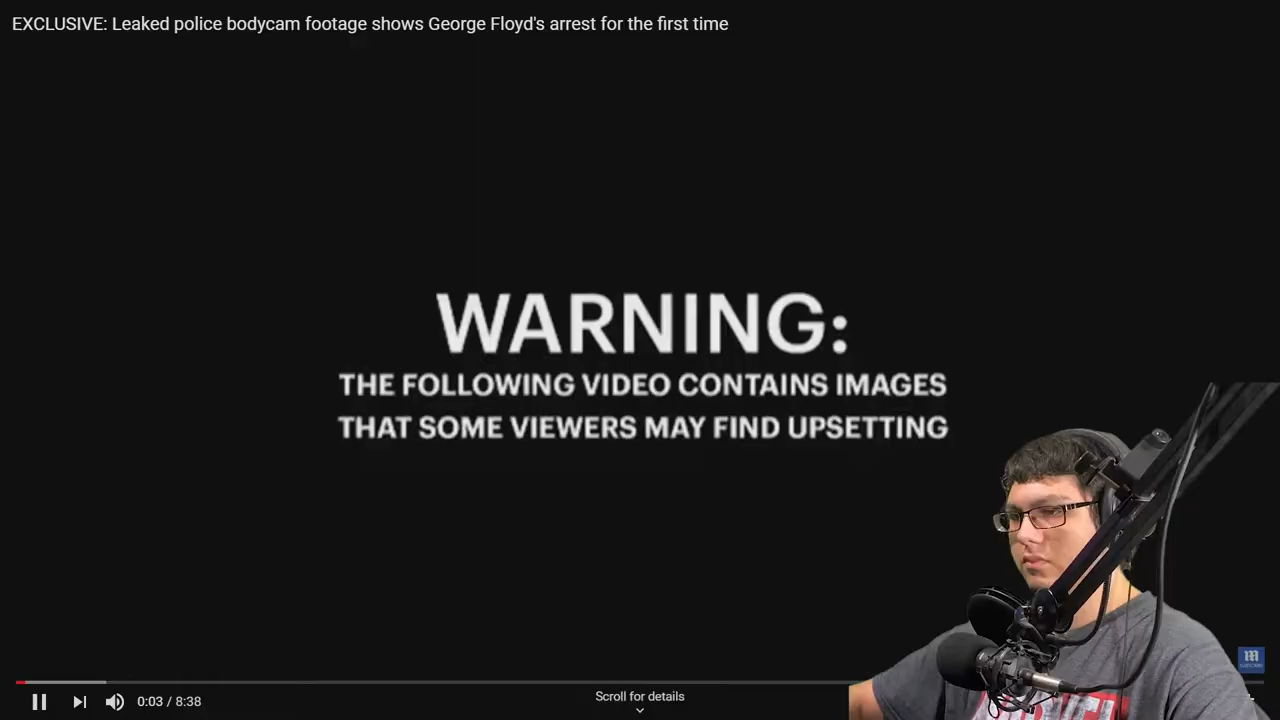 EXCLUSIVE: Leaked police bodycam footage shows George Floyd's arrest for the first time
WARNING:
THE FOLLOWING VIDEO CONTAINS IMAGES
THAT SOME VIEWERS MAY FIND UPSETTING
0:03 / 8:38
Scroll for details